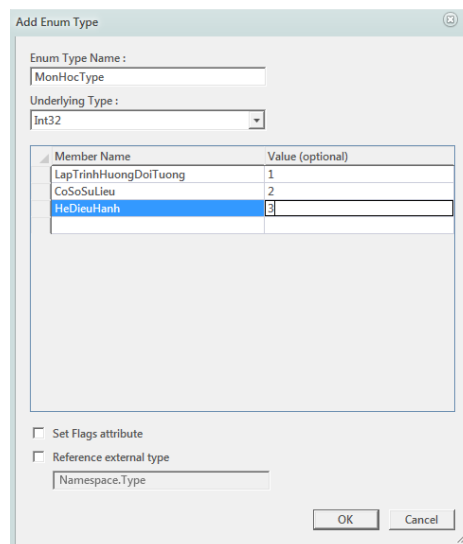 Add Enum Type
Enum Type Name :
MonHocType
Underlying Type :
Int32
Member Name Value (optional)
LapTrinhHuongDoiTuong 1
CoSoSuLieu 2
HeDieuHanh 3
Set Flags attribute
Reference external type
Namespace.Type
OK Cancel